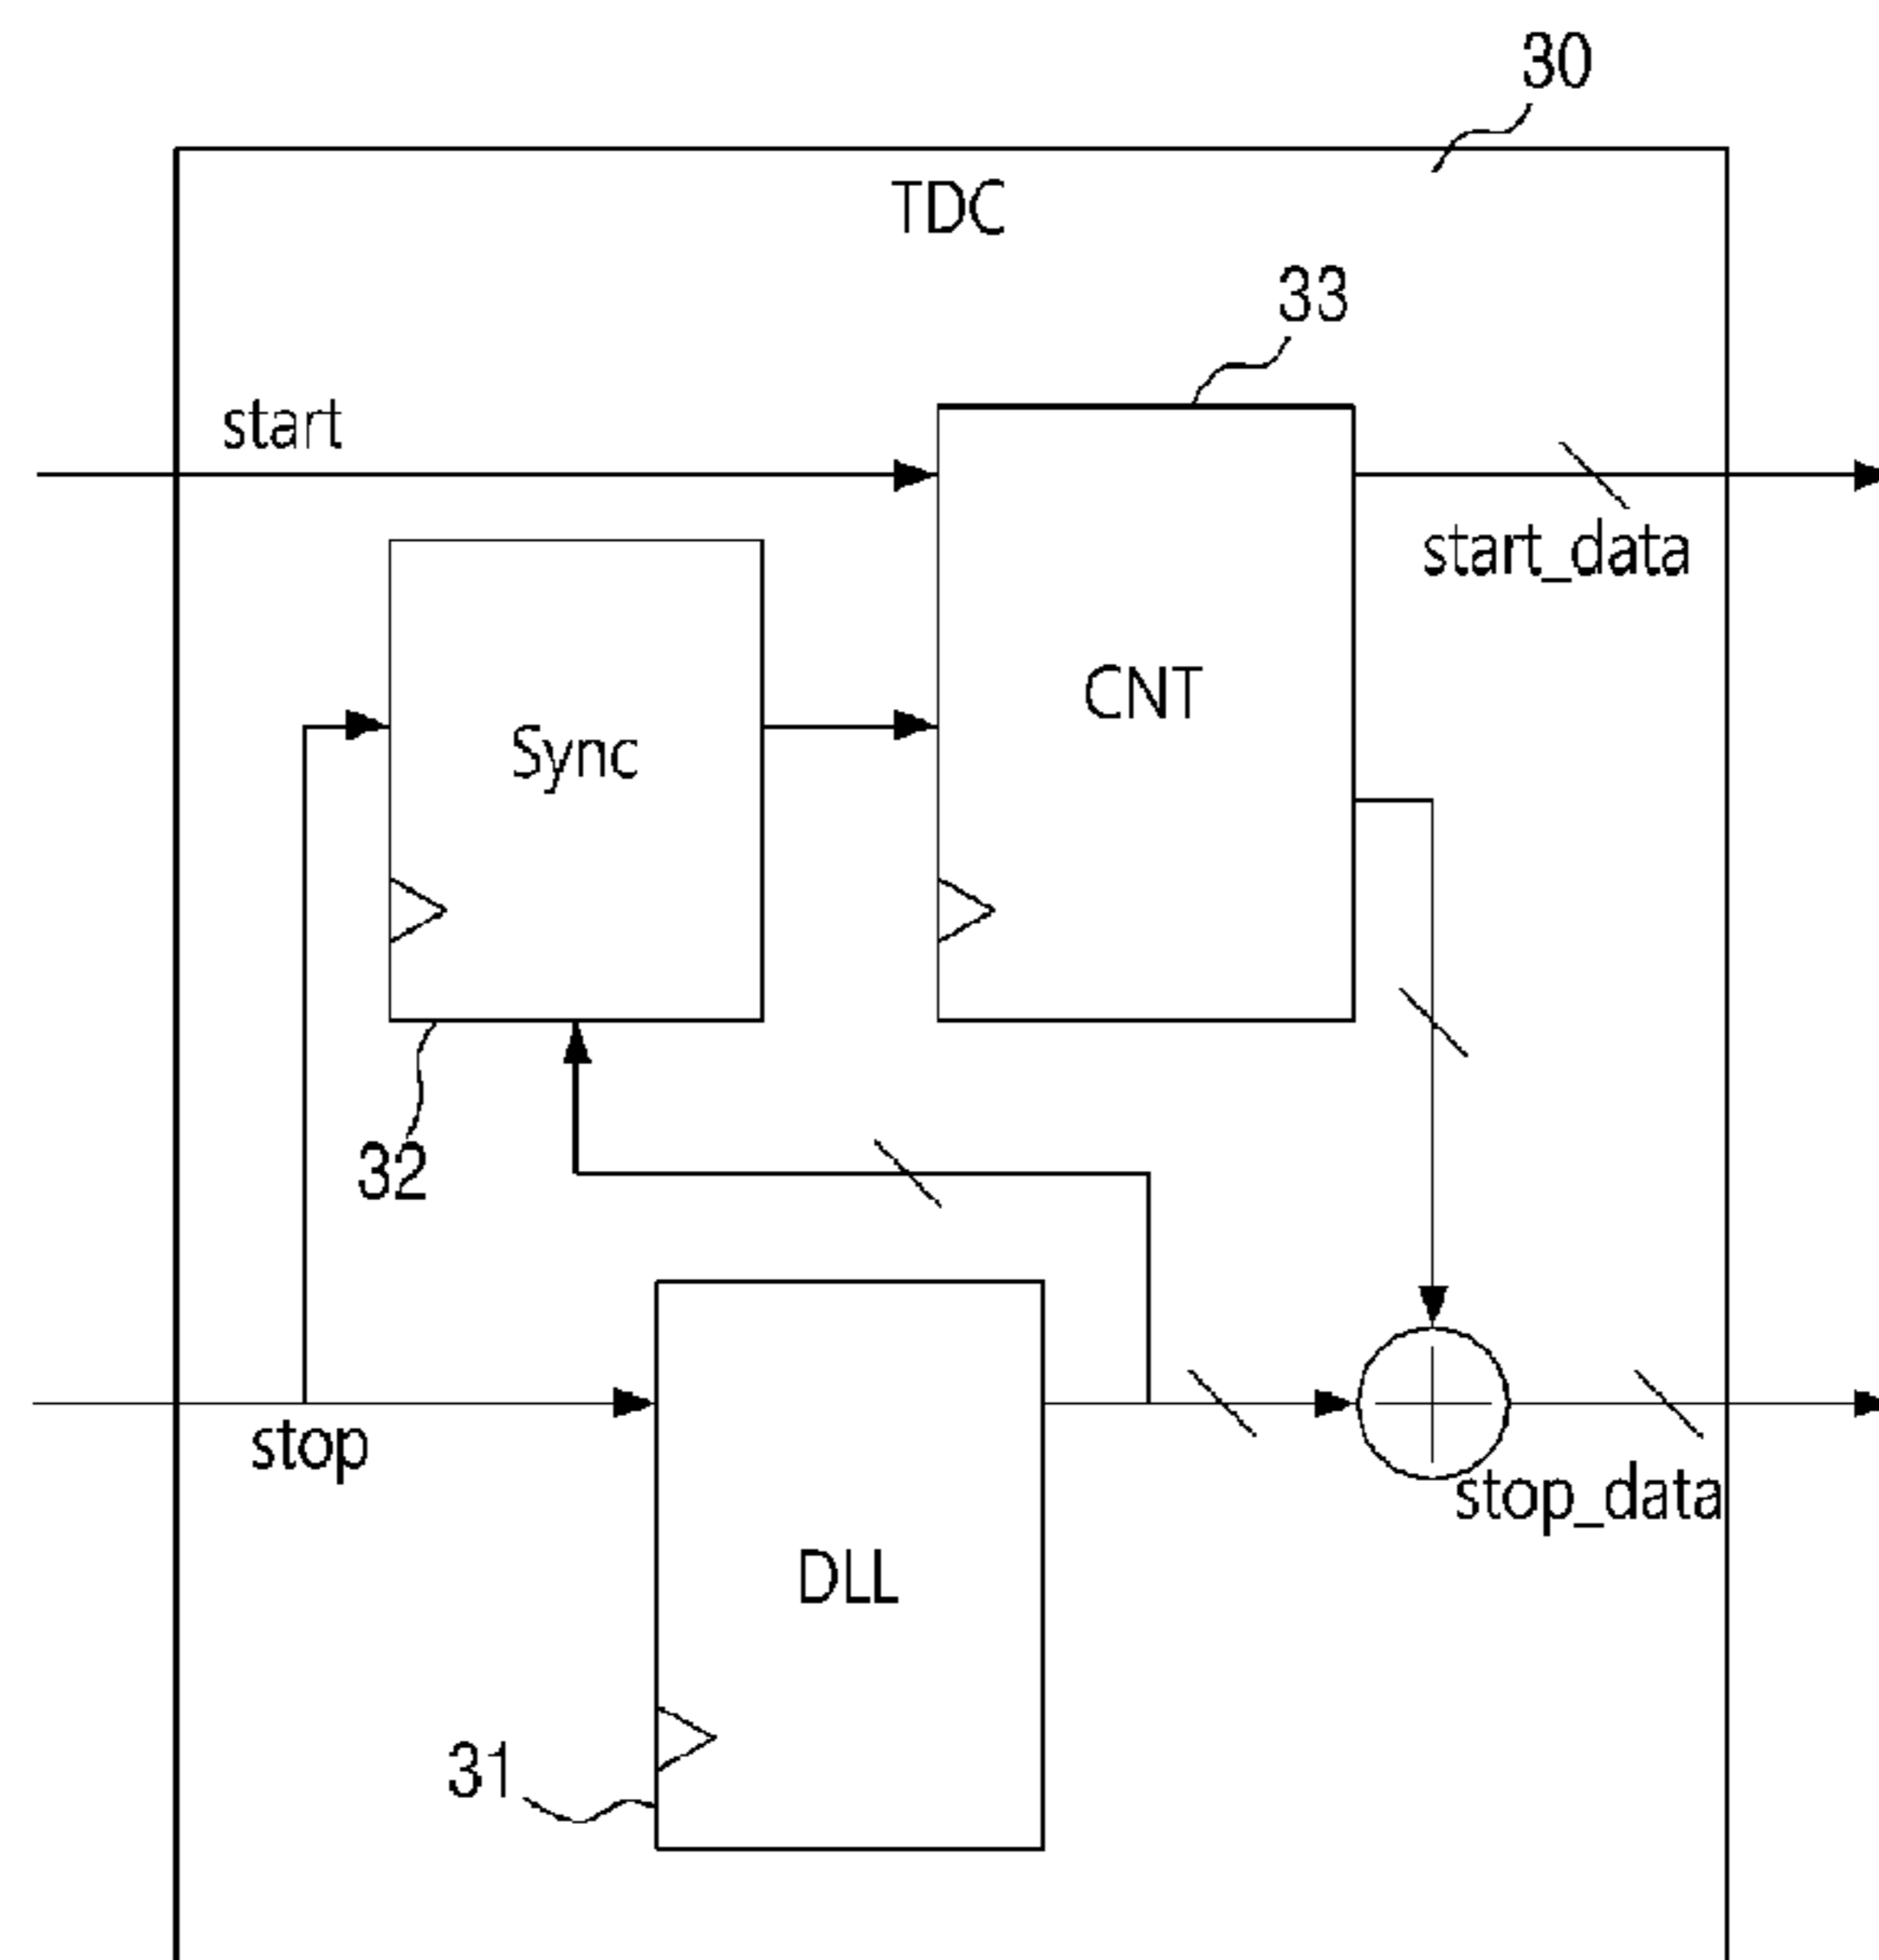 30
TDC
33
start
start_data
CNT
Sync
32
stop
stop_data
DLL
31